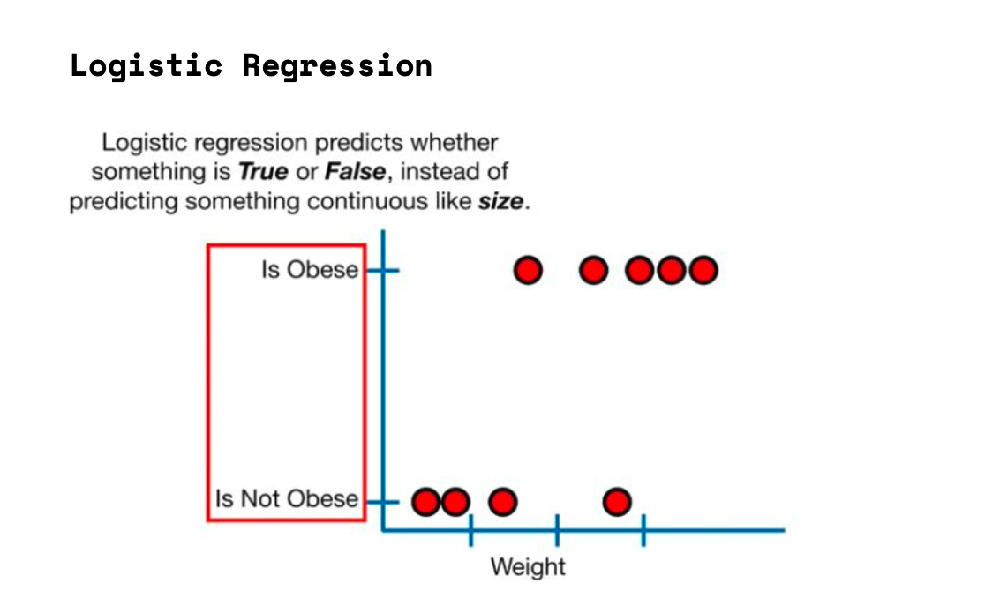 Logistic Regression
Logistic regression predicts whether
something is True or False, instead of
predicting something continuous like size.
Is Obese
Is Not Obese
Weight